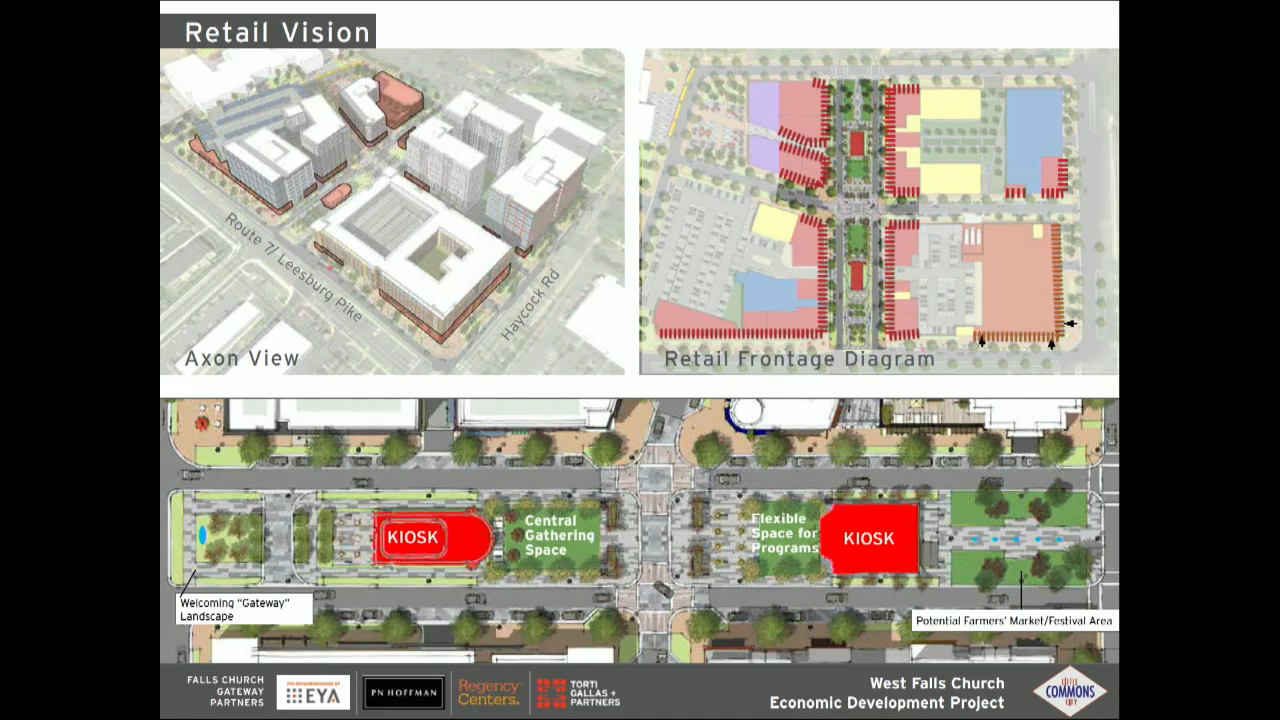 Retail Vision
Route 7/ Leesburg Pike
Haycock Rd
Axon View
Retail Frontage Diagram
KIOSK
Central
Gathering
Space
Flexible
Space for
Programs
KIOSK
Welcoming “Gateway”
Landscape
Potential Farmers’ Market/Festival Area
FALLS CHURCH
GATEWAY
PARTNERS
EYA
PN HOFFMAN
Regency
Centers.
TORTI
GALLAS +
PARTNERS
West Falls Church
Economic Development Project
LITTLE
COMMONS
CITY